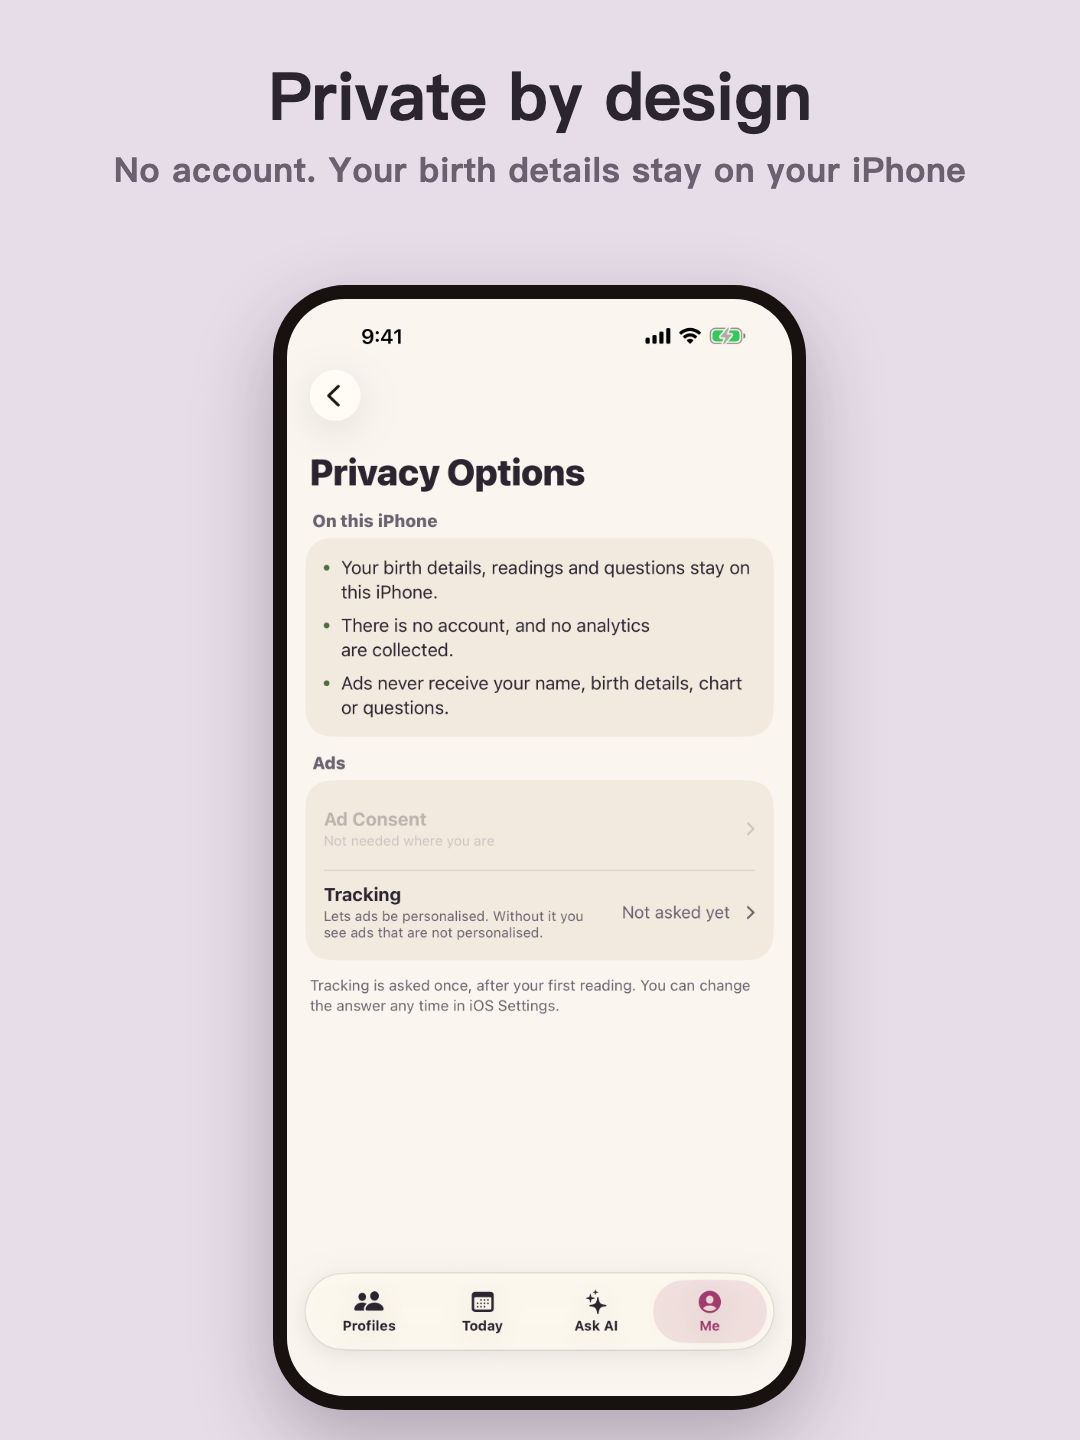 Private by design
No account. Your birth details stay on your iPhone
9:41
Privacy Options
On this iPhone
• Your birth details, readings and questions stay on
this iPhone.
• There is no account, and no analytics
are collected.
• Ads never receive your name, birth details, chart
or questions.
Ads
Ad Consent
Not needed where you are
Tracking
Lets ads be personalised. Without it you
see ads that are not personalised.
Not asked yet
Tracking is asked once, after your first reading. You can change
the answer any time in iOS Settings.
Profiles
Today
Ask AI
Me